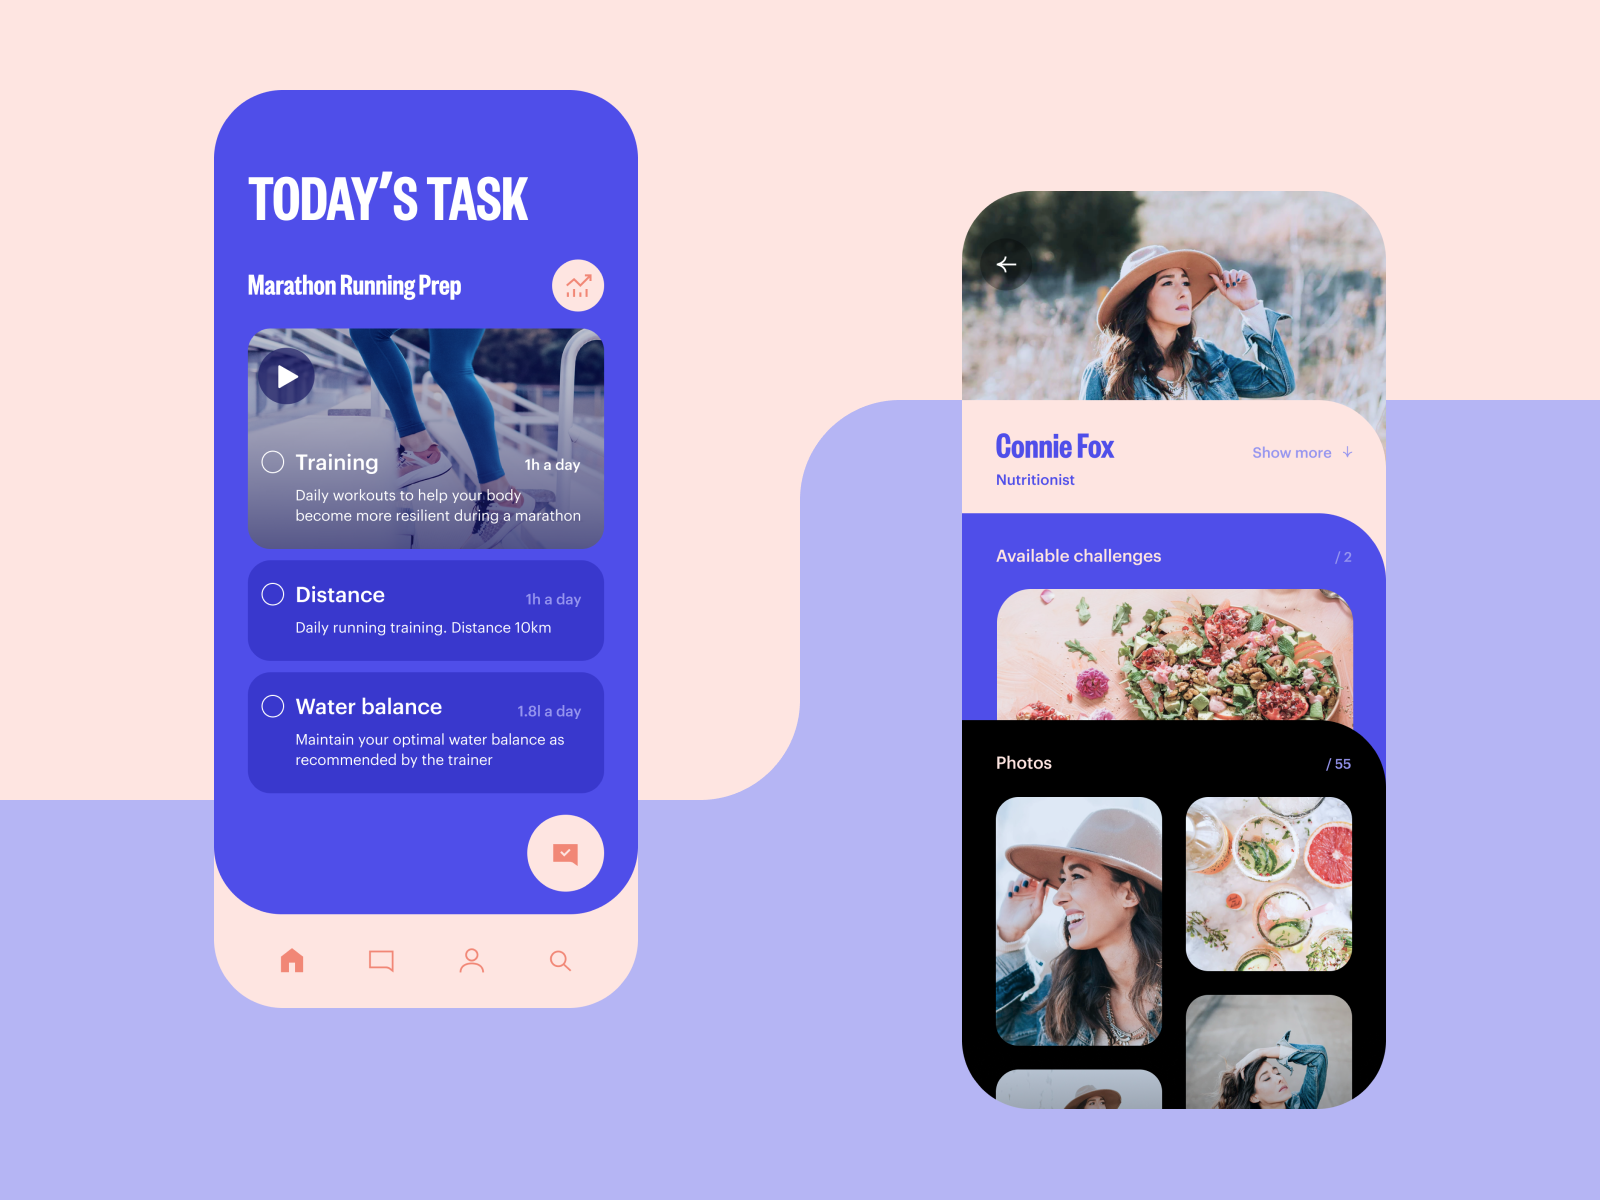 TODAY'S TASK
Marathon Running Prep
Training
1h a day
Daily workouts to help your body
become more resilient during a marathon
Distance
1h a day
Daily running training. Distance 10km
Water balance
1.8l a day
Maintain your optimal water balance as
recommended by the trainer
Connie Fox
Show more
Nutritionist
Available challenges
/ 2
Photos
/ 55